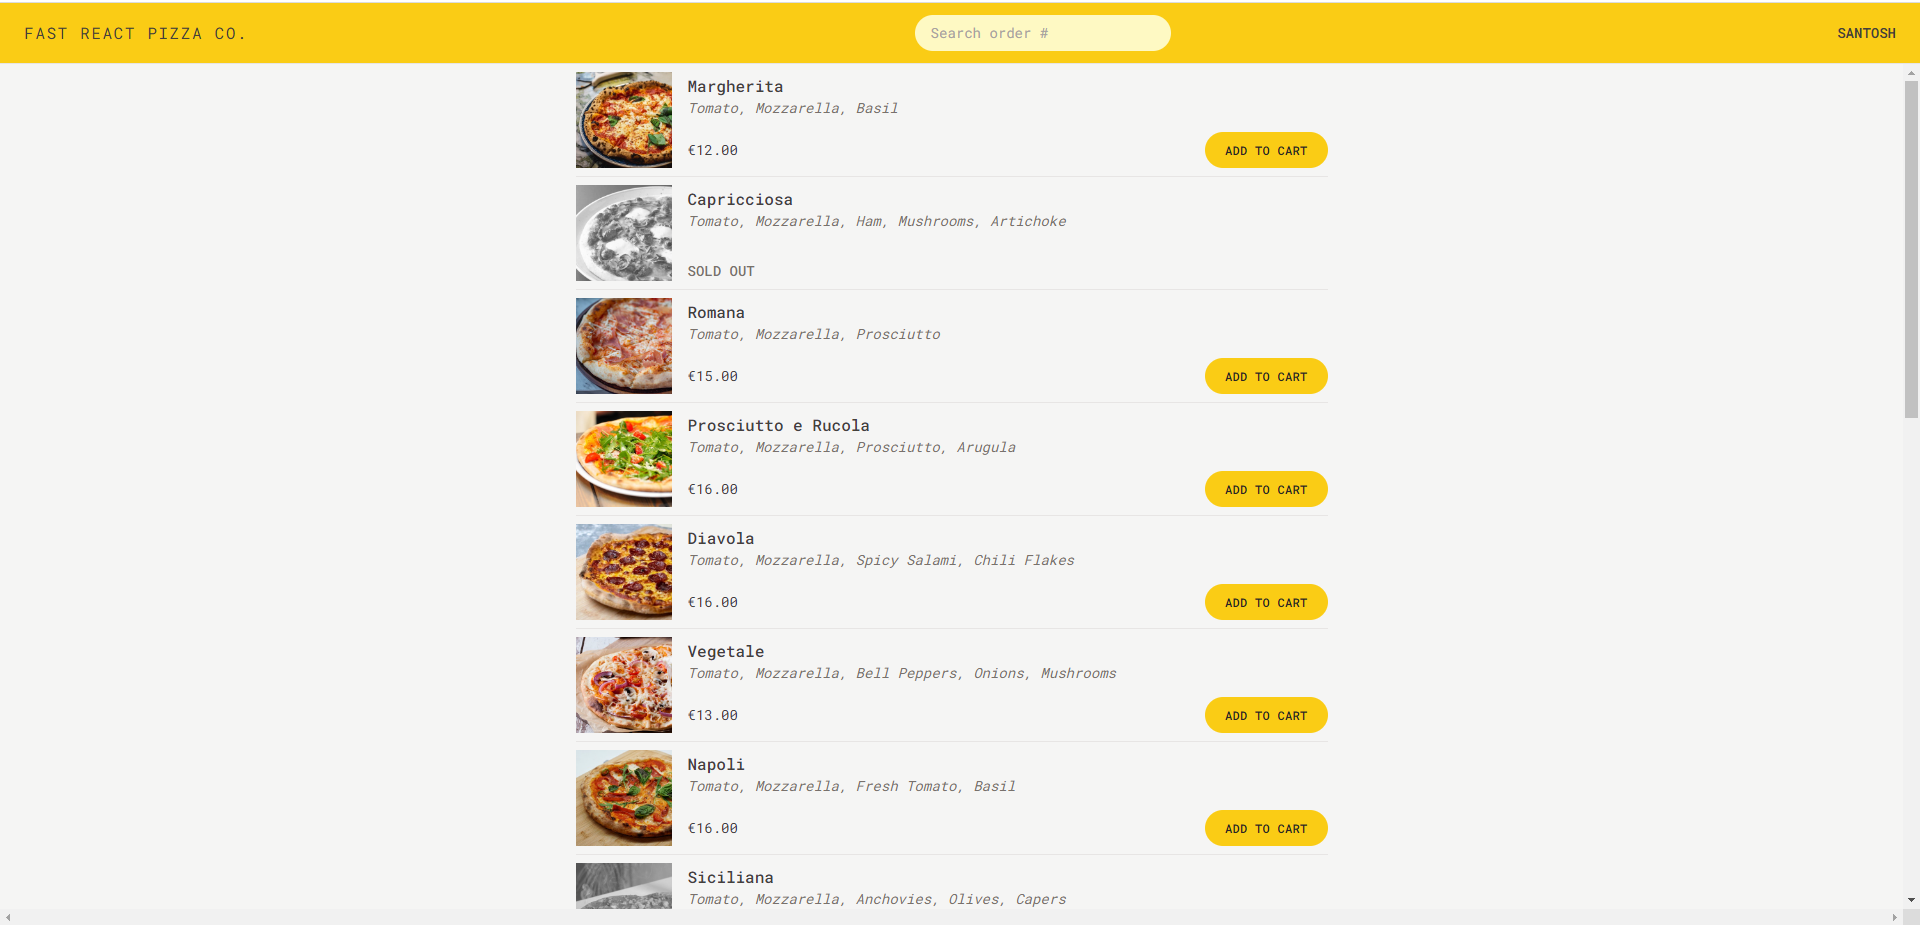 FAST REACT PIZZA CO.
Search order #
SANTOSH
Margherita
Tomato, Mozzarella, Basil
€12.00
ADD TO CART
Capricciosa
Tomato, Mozzarella, Ham, Mushrooms, Artichoke
SOLD OUT
Romana
Tomato, Mozzarella, Prosciutto
€15.00
ADD TO CART
Prosciutto e Rucola
Tomato, Mozzarella, Prosciutto, Arugula
€16.00
ADD TO CART
Diavola
Tomato, Mozzarella, Spicy Salami, Chili Flakes
€16.00
ADD TO CART
Vegetale
Tomato, Mozzarella, Bell Peppers, Onions, Mushrooms
€13.00
ADD TO CART
Napoli
Tomato, Mozzarella, Fresh Tomato, Basil
€16.00
ADD TO CART
Siciliana
Tomato, Mozzarella, Anchovies, Olives, Capers